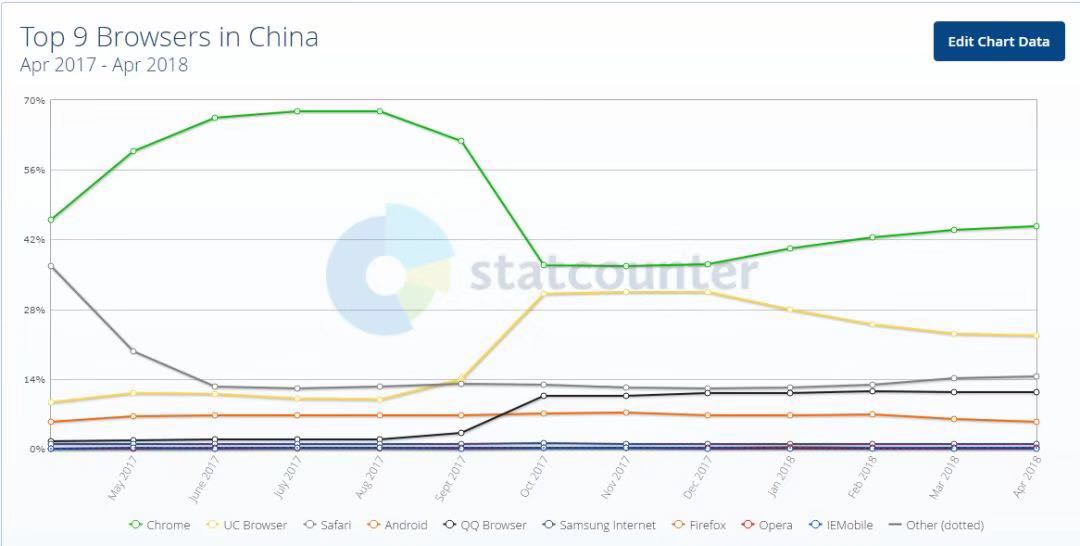 Top 9 Browsers in China
Apr 2017 - Apr 2018
Edit Chart Data
70%
56%
42%
28%
14%
0%
statcounter
May 2017 June 2017 July 2017 Aug 2017 Sept 2017 Oct 2017 Nov 2017 Dec 2017 Jan 2018 Feb 2018 Mar 2018 Apr 2018
Chrome UC Browser Safari Android QQ Browser Samsung Internet Firefox Opera IEMobile Other (dotted)